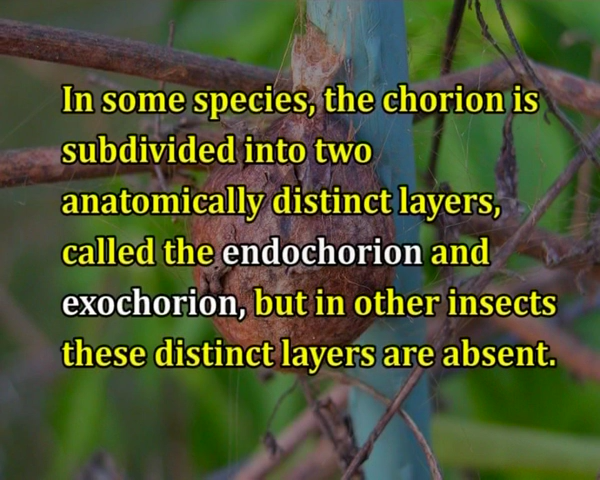 In some species, the chorion is
subdivided into two
anatomically distinct layers,
called the endochorion and
exochorion, but in other insects
these distinct layers are absent.